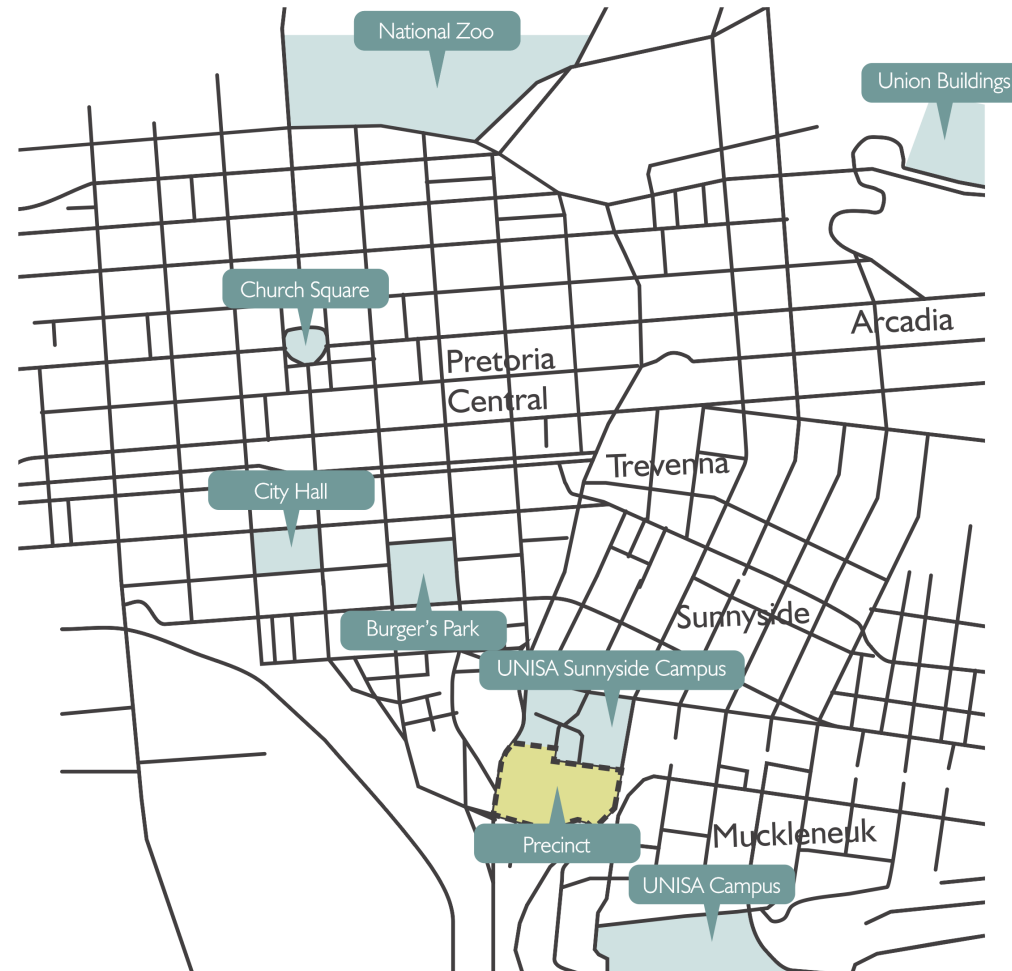 National Zoo
Union Buildings
Church Square
Arcadia
Pretoria
Central
Trevenna
City Hall
Sunnyside
Burger's Park
UNISA Sunnyside Campus
Precinct
Muckleneuk
UNISA Campus